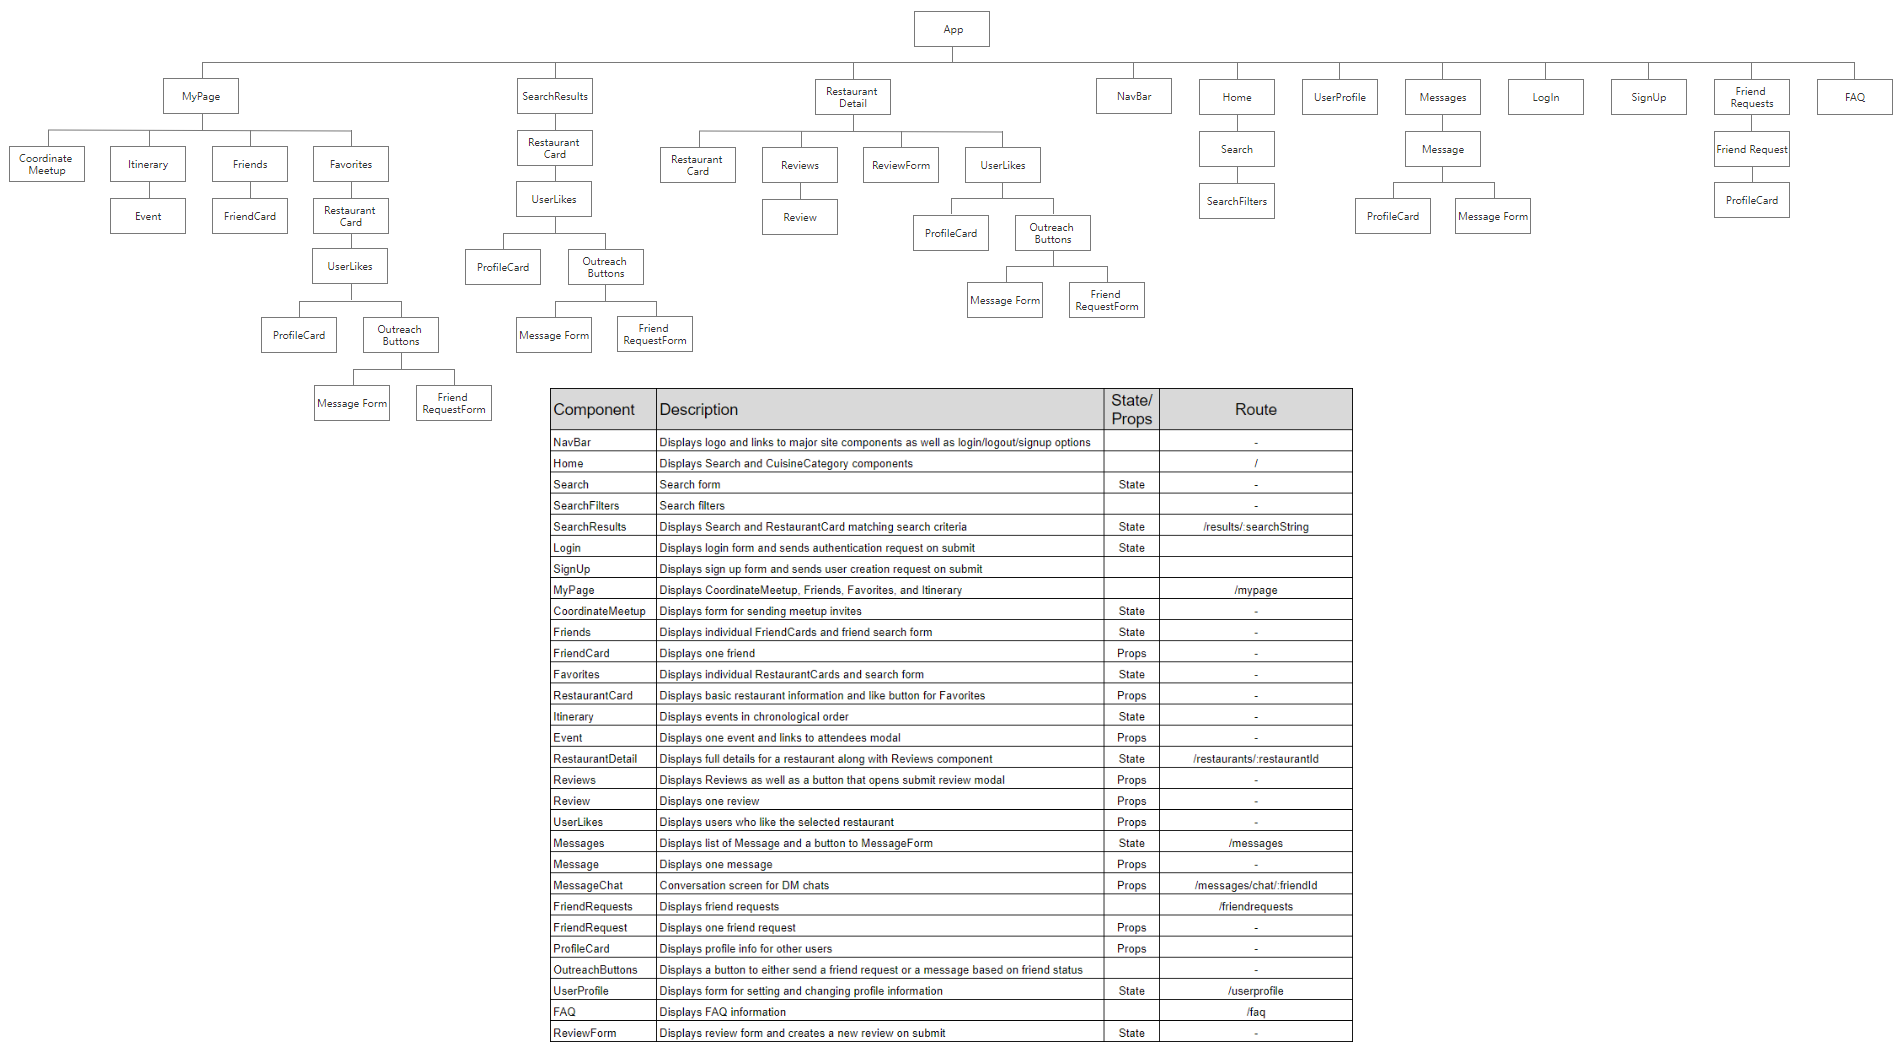 App
MyPage
SearchResults
Restaurant
Detail
NavBar
Home
UserProfile
Messages
LogIn
SignUp
Friend
Requests
FAQ
Coordinate
Meetup
Itinerary
Friends
Favorites
Event
FriendCard
Restaurant
Card
UserLikes
ProfileCard
Outreach
Buttons
Message Form
Friend
RequestForm
Restaurant
Card
UserLikes
ProfileCard
Outreach
Buttons
Message Form
Friend
RequestForm
Restaurant
Card
Reviews
ReviewForm
UserLikes
Review
ProfileCard
Outreach
Buttons
Message Form
Friend
RequestForm
Search
SearchFilters
Message
ProfileCard
Message Form
Friend Request
ProfileCard
Component Description State/ Props Route
NavBar Displays logo and links to major site components as well as login/logout/signup options -
Home Displays Search and CuisineCategory components /
Search Search form State -
SearchFilters Search filters -
SearchResults Displays Search and RestaurantCard matching search criteria State /results/:searchString
Login Displays login form and sends authentication request on submit State
SignUp Displays sign up form and sends user creation request on submit
MyPage Displays CoordinateMeetup, Friends, Favorites, and Itinerary /mypage
CoordinateMeetup Displays form for sending meetup invites State -
Friends Displays individual FriendCards and friend search form State -
FriendCard Displays one friend Props -
Favorites Displays individual RestaurantCards and search form State -
RestaurantCard Displays basic restaurant information and like button for Favorites Props -
Itinerary Displays events in chronological order State -
Event Displays one event and links to attendees modal Props -
RestaurantDetail Displays full details for a restaurant along with Reviews component State /restaurants/:restaurantId
Reviews Displays Reviews as well as a button that opens submit review modal Props -
Review Displays one review Props -
UserLikes Displays users who like the selected restaurant Props -
Messages Displays list of Message and a button to MessageForm State /messages
Message Displays one message Props -
MessageChat Conversation screen for DM chats Props /messages/chat/:friendId
FriendRequests Displays friend requests /friendrequests
FriendRequest Displays one friend request Props -
ProfileCard Displays profile info for other users Props -
OutreachButtons Displays a button to either send a friend request or a message based on friend status -
UserProfile Displays form for setting and changing profile information State /userprofile
FAQ Displays FAQ information /faq
ReviewForm Displays review form and creates a new review on submit State -